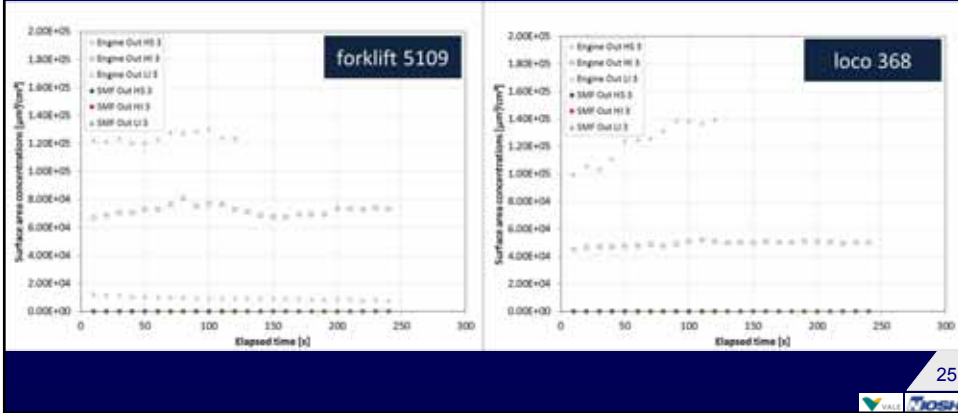 forklift 5109
2.00E+05
1.80E+05
1.60E+05
1.40E+05
1.20E+05
1.00E+05
8.00E+04
6.00E+04
4.00E+04
2.00E+04
0.00E+00
Surface area concentrations [µm²/cm³]
Engine Out HS 3
Engine Out HI 3
Engine Out LI 3
SMF Out HS 3
SMF Out HI 3
SMF Out LI 3
0 50 100 150 200 250 300
Elapsed time [s]
loco 368
2.00E+05
1.80E+05
1.60E+05
1.40E+05
1.20E+05
1.00E+05
8.00E+04
6.00E+04
4.00E+04
2.00E+04
0.00E+00
Surface area concentrations [µm²/cm³]
Engine Out HS 3
Engine Out HI 3
Engine Out LI 3
SMF Out HS 3
SMF Out HI 3
SMF Out LI 3
0 50 100 150 200 250 300
Elapsed time [s]
25
VALE NIOSH